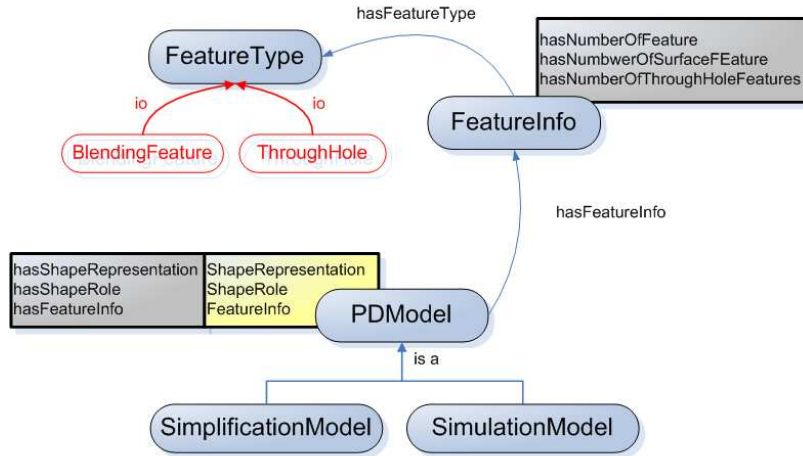 hasFeatureType
FeatureType
hasNumberOfFeature
hasNumbwerOfSurfaceFEature
hasNumberOfThroughHoleFeatures
io
io
FeatureInfo
BlendingFeature
ThroughHole
hasFeatureInfo
hasShapeRepresentation
hasShapeRole
hasFeatureInfo
ShapeRepresentation
ShapeRole
FeatureInfo
PDModel
is a
SimplificationModel
SimulationModel